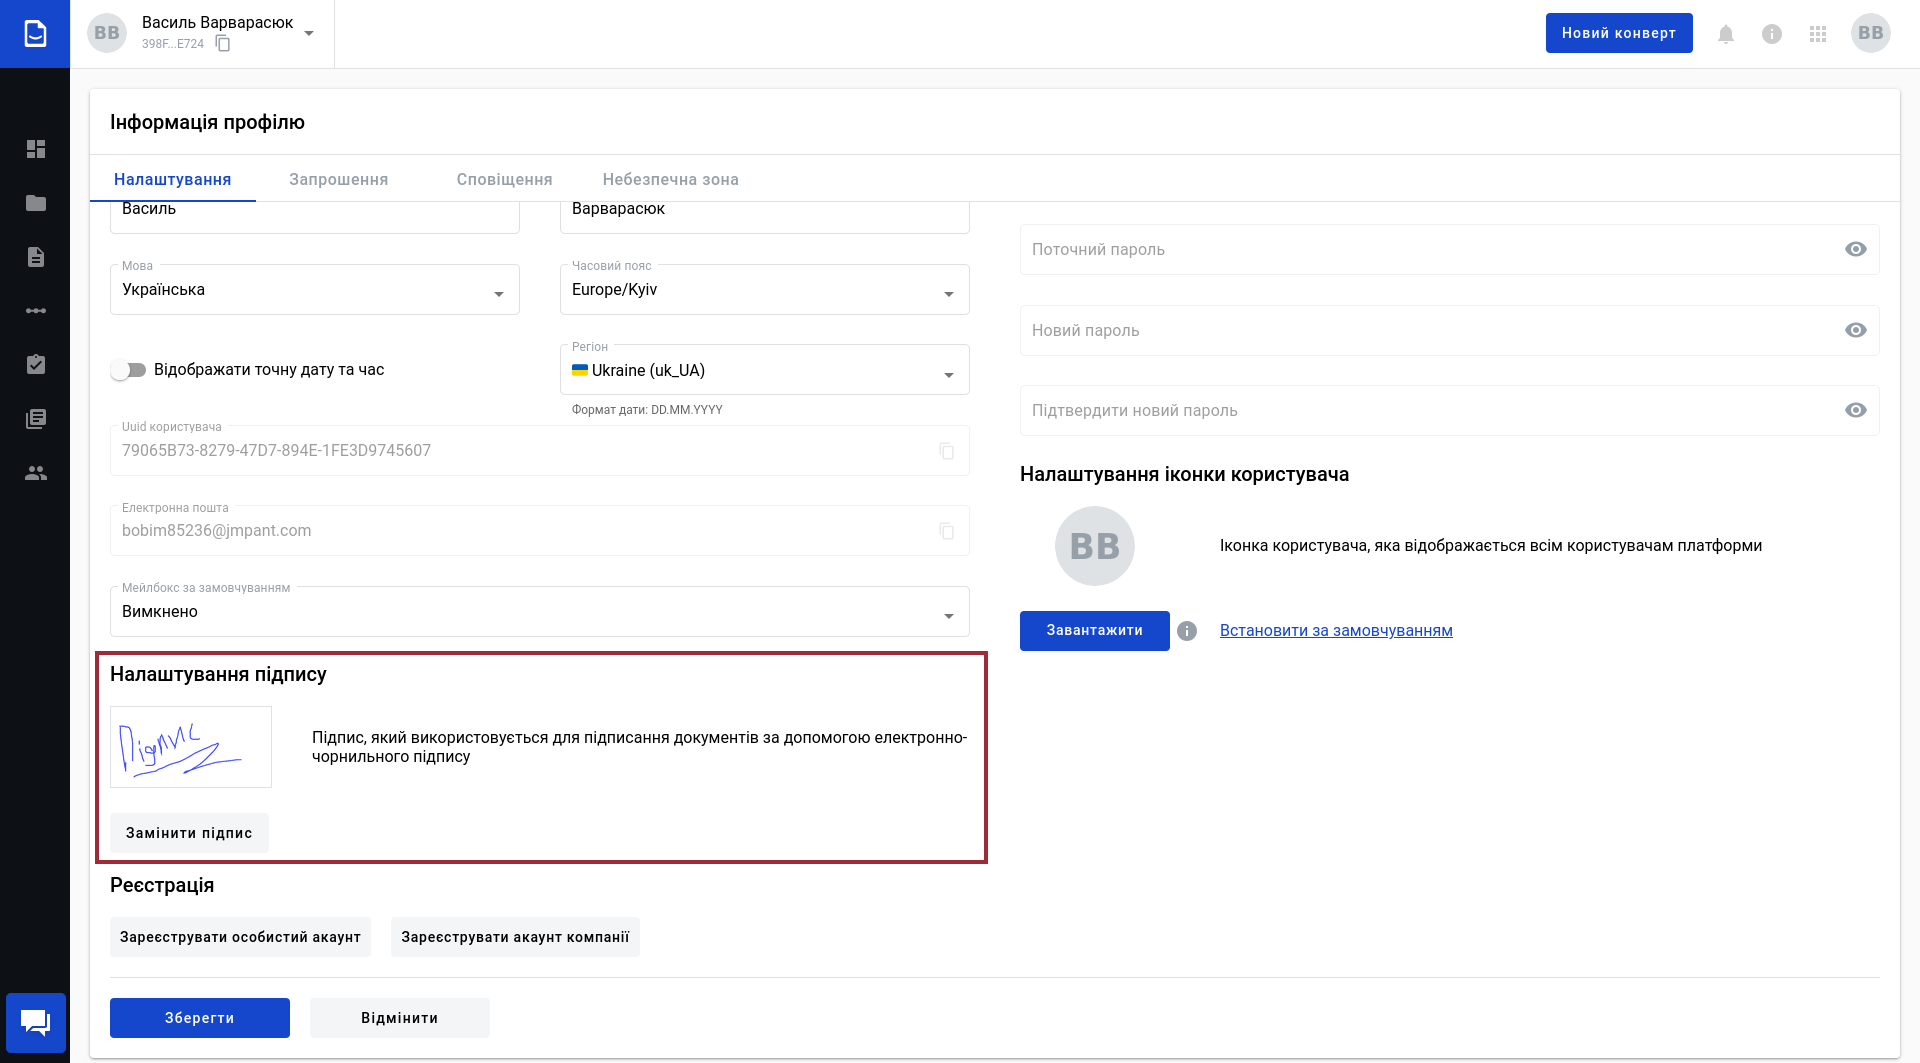 BB
Василь Варварасюк
398F...E724
Новий конверт
BB
Інформація профілю
Налаштування
Запрошення
Сповіщення
Небезпечна зона
Василь
Варварасюк
Мова
Українська
Часовий пояс
Europe/Kyiv
Відображати точну дату та час
Регіон
Ukraine (uk_UA)
Формат дати: DD.MM.YYYY
Uuid користувача
79065B73-8279-47D7-894E-1FE3D9745607
Електронна пошта
bobim85236@jmpant.com
Мейлбокс за замовчуванням
Вимкнено
Налаштування підпису
Підпис
Підпис, який використовується для підписання документів за допомогою електронно-
чорнильного підпису
Замінити підпис
Реєстрація
Зареєструвати особистий акаунт
Зареєструвати акаунт компанії
Зберегти
Відмінити
Поточний пароль
Новий пароль
Підтвердити новий пароль
Налаштування іконки користувача
BB
Іконка користувача, яка відображається всім користувачам платформи
Завантажити
Встановити за замовчуванням